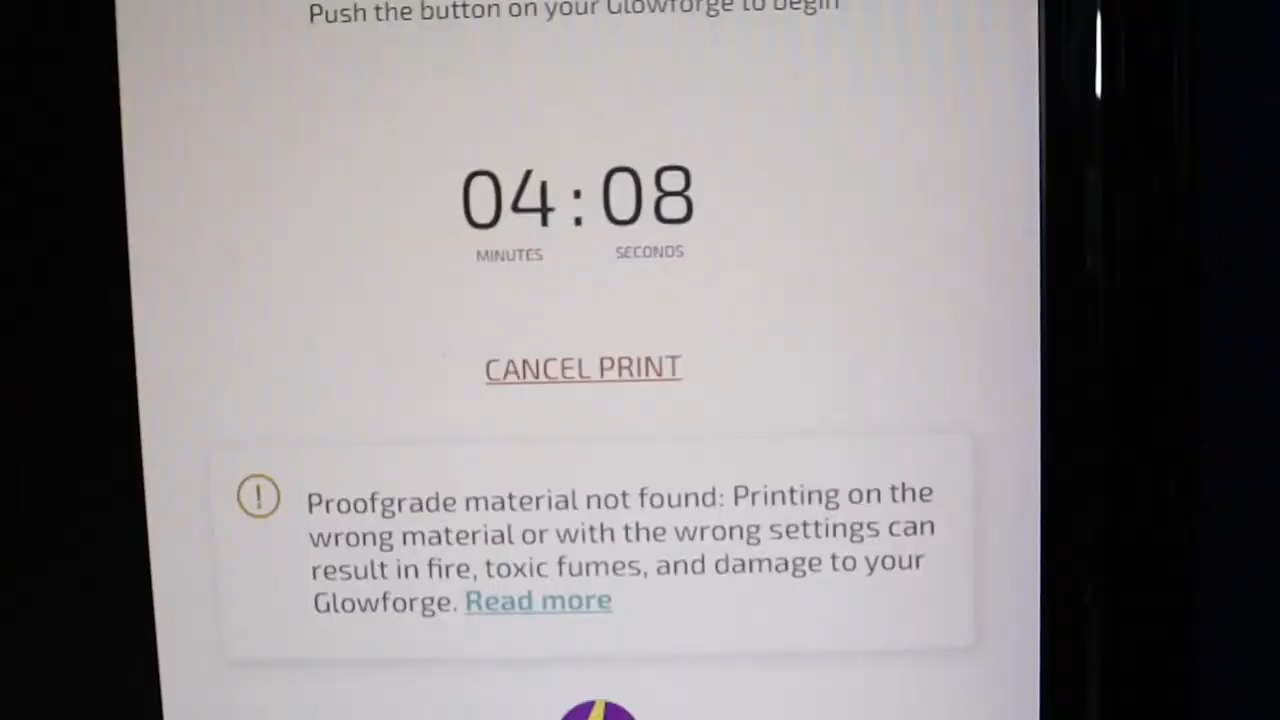 Push the button on your Glowforge to begin
04:08
MINUTES SECONDS
CANCEL PRINT
! Proofgrade material not found: Printing on the
wrong material or with the wrong settings can
result in fire, toxic fumes, and damage to your
Glowforge. Read more